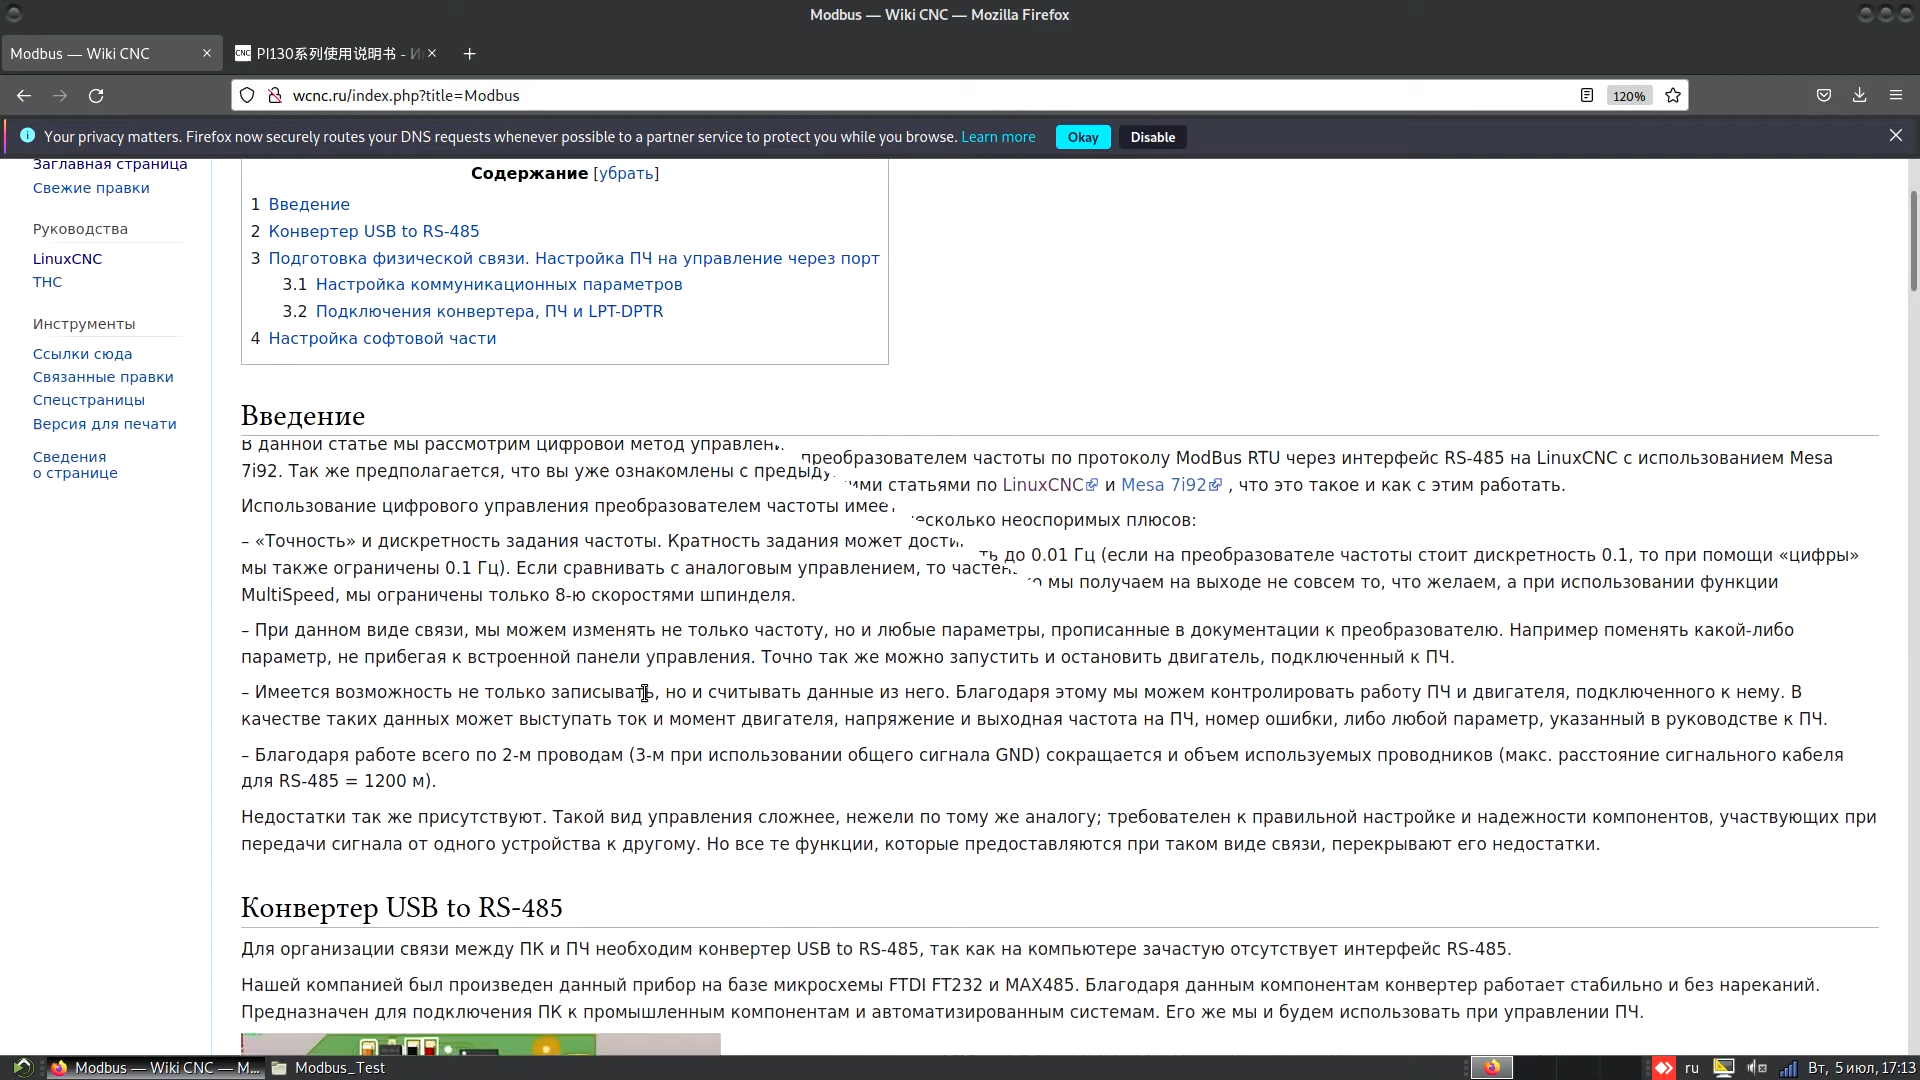 Modbus — Wiki CNC — Mozilla Firefox
Modbus — Wiki CNC
CNC PI130系列使用说明书 -
wcnc.ru/index.php?title=Modbus
120%
Your privacy matters. Firefox now securely routes your DNS requests whenever possible to a partner service to protect you while you browse. Learn more
Okay
Disable
Заглавная страница
Свежие правки
Руководства
LinuxCNC
THC
Инструменты
Ссылки сюда
Связанные правки
Спецстраницы
Версия для печати
Сведения
о странице
Содержание [убрать]
1 Введение
2 Конвертер USB to RS-485
3 Подготовка физической связи. Настройка ПЧ на управление через порт
3.1 Настройка коммуникационных параметров
3.2 Подключения конвертера, ПЧ и LPT-DPTR
4 Настройка софтовой части
Введение
В данной статье мы рассмотрим цифровой метод преобразователем частоты по протоколу ModBus RTU через интерфейс RS-485 на LinuxCNC с использованием Mesa
7i92. Так же предполагается, что вы уже ознакомлены с статьями по LinuxCNC и Mesa 7i92 , что это такое и как с этим работать.
Использование цифрового управления преобразователем частоты неоспоримых плюсов:
– «Точность» и дискретность задания частоты. Кратность задания может до 0.01 Гц (если на преобразователе частоты стоит дискретность 0.1, то при помощи «цифры»
мы также ограничены 0.1 Гц). Если сравнивать с аналоговым управлением, то мы получаем на выходе не совсем то, что желаем, а при использовании функции
MultiSpeed, мы ограничены только 8-ю скоростями шпинделя.
– При данном виде связи, мы можем изменять не только частоту, но и любые параметры, прописанные в документации к преобразователю. Например поменять какой-либо
параметр, не прибегая к встроенной панели управления. Точно так же можно запустить и остановить двигатель, подключенный к ПЧ.
– Имеется возможность не только записывать, но и считывать данные из него. Благодаря этому мы можем контролировать работу ПЧ и двигателя, подключенного к нему. В
качестве таких данных может выступать ток и момент двигателя, напряжение и выходная частота на ПЧ, номер ошибки, либо любой параметр, указанный в руководстве к ПЧ.
– Благодаря работе всего по 2-м проводам (3-м при использовании общего сигнала GND) сокращается и объем используемых проводников (макс. расстояние сигнального кабеля
для RS-485 = 1200 м).
Недостатки так же присутствуют. Такой вид управления сложнее, нежели по тому же аналогу; требователен к правильной настройке и надежности компонентов, участвующих при
передачи сигнала от одного устройства к другому. Но все те функции, которые предоставляются при таком виде связи, перекрывают его недостатки.
Конвертер USB to RS-485
Для организации связи между ПК и ПЧ необходим конвертер USB to RS-485, так как на компьютере зачастую отсутствует интерфейс RS-485.
Нашей компанией был произведен данный прибор на базе микросхемы FTDI FT232 и MAX485. Благодаря данным компонентам конвертер работает стабильно и без нареканий.
Предназначен для подключения ПК к промышленным компонентам и автоматизированным системам. Его же мы и будем использовать при управлении ПЧ.
Modbus — Wiki CNC — M...
Modbus_Test
ru
Вт, 5 июл, 17:13